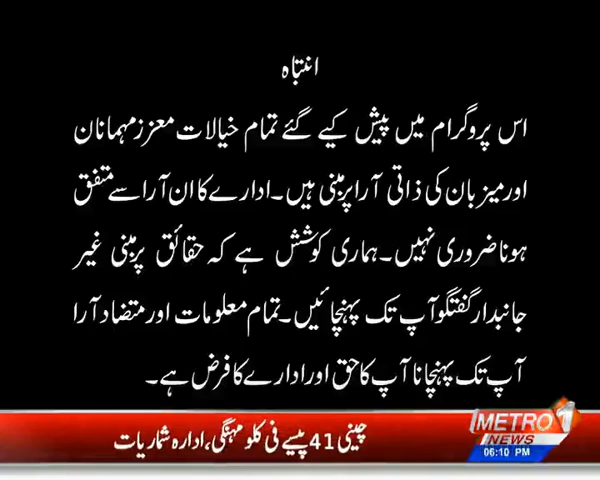 انتباہ
اس پروگرام میں پیش کیے گئے تمام خیالات معزز مہمانان
اور میزبان کی ذاتی آرا پر مبنی ہیں۔ ادارے کا ان آرا سے متفق
ہونا ضروری نہیں۔ ہماری کوشش ہے کہ حقائق پر مبنی غیر
جانبدار گفتگو آپ تک پہنچائیں۔ تمام معلومات اور متضاد آرا
آپ تک پہنچانا آپ کا حق اور ادارے کا فرض ہے۔
چینی 41 پیسے فی کلو مہنگی، ادارہ شماریات
METRO 1
NEWS
06:10 PM